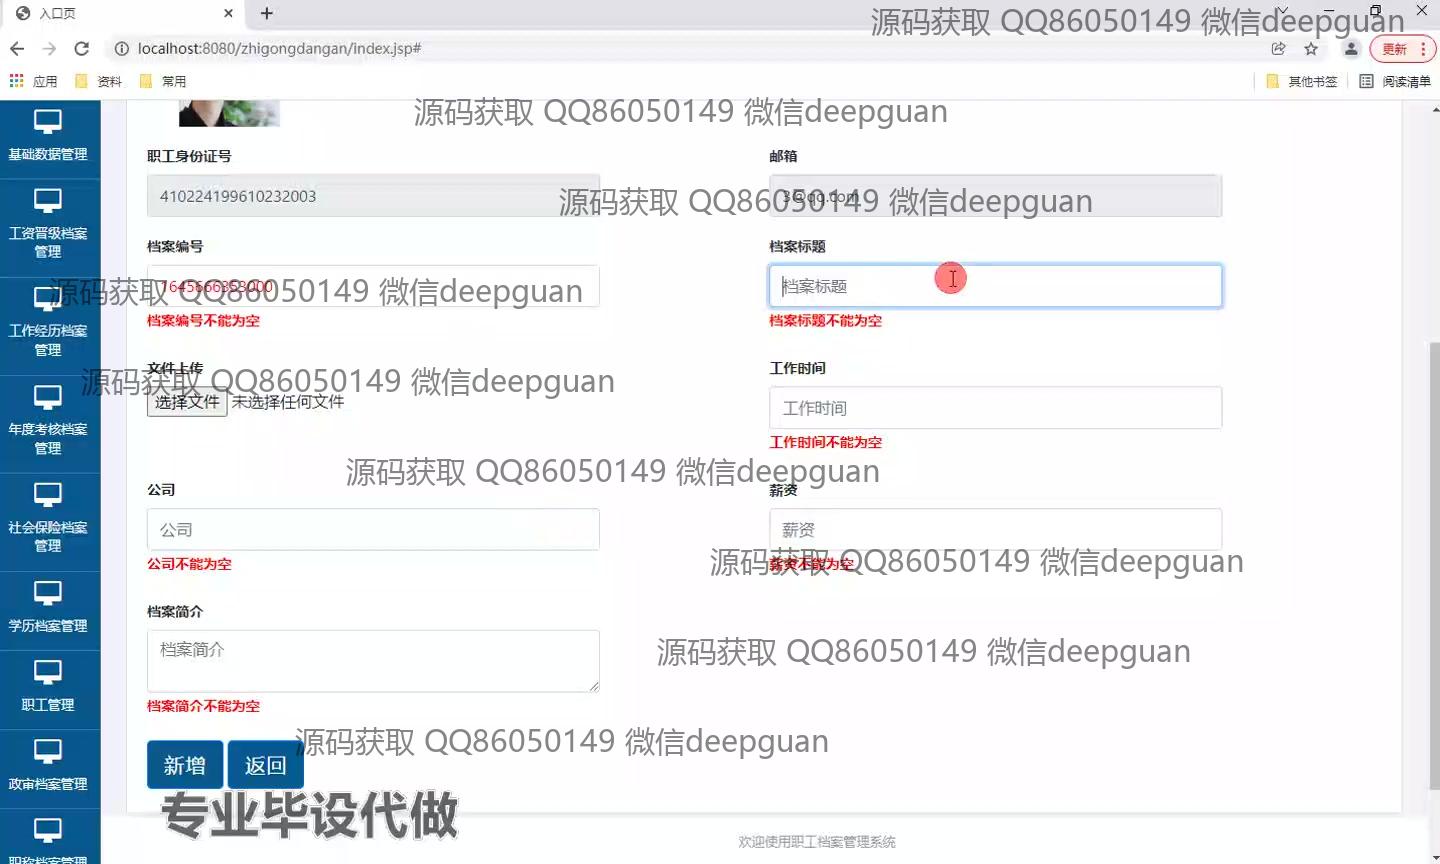 入口页
源码获取 QQ86050149 微信deepguan
localhost:8080/zhigongdangan/index.jsp#
更新
应用 资料 常用 其他书签 阅读清单
源码获取 QQ86050149 微信deepguan
基础数据管理
职工身份证号 邮箱
410224199610232003 3@qq.com
源码获取 QQ86050149 微信deepguan
工资晋级档案
管理
档案编号 档案标题
1645666353000 档案标题
源码获取 QQ86050149 微信deepguan
档案编号不能为空 档案标题不能为空
工作经历档案
管理
文件上传 工作时间
源码获取 QQ86050149 微信deepguan
选择文件 未选择任何文件 工作时间
年度考核档案
管理
工作时间不能为空
源码获取 QQ86050149 微信deepguan
公司 薪资
公司 薪资
社会保险档案
管理
公司不能为空 薪资不能为空
源码获取 QQ86050149 微信deepguan
档案简介
学历档案管理
档案简介
源码获取 QQ86050149 微信deepguan
职工管理
档案简介不能为空
源码获取 QQ86050149 微信deepguan
新增 返回
政审档案管理
专业毕设代做
欢迎使用职工档案管理系统
职称档案管理